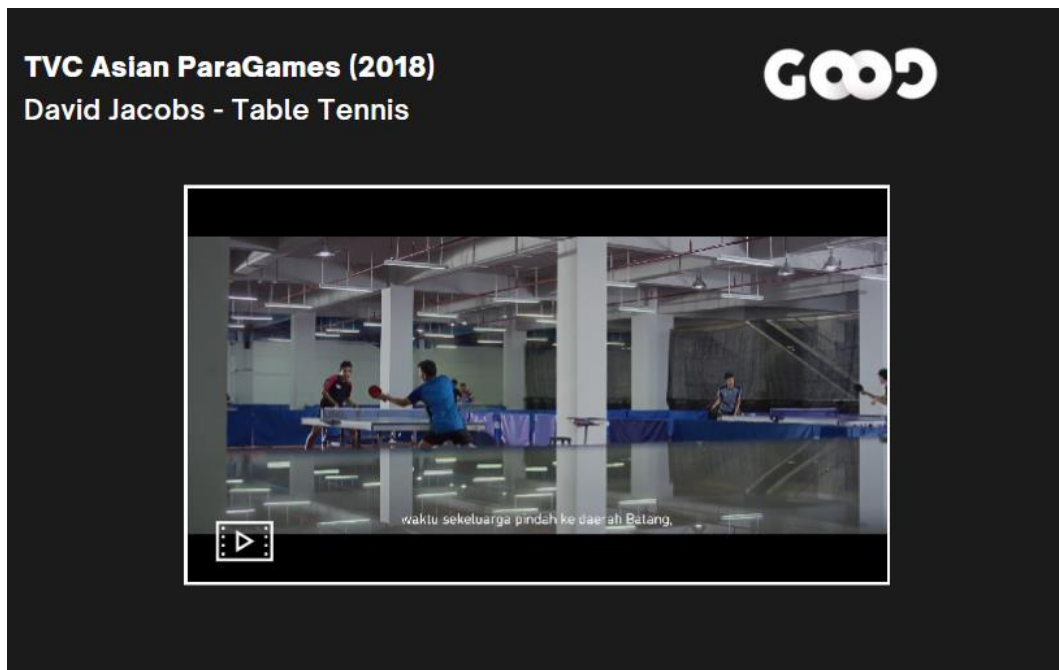 TVC Asian ParaGames (2018)
David Jacobs - Table Tennis
GOOD
waktu sekeluarga pindah ke daerah Batang,